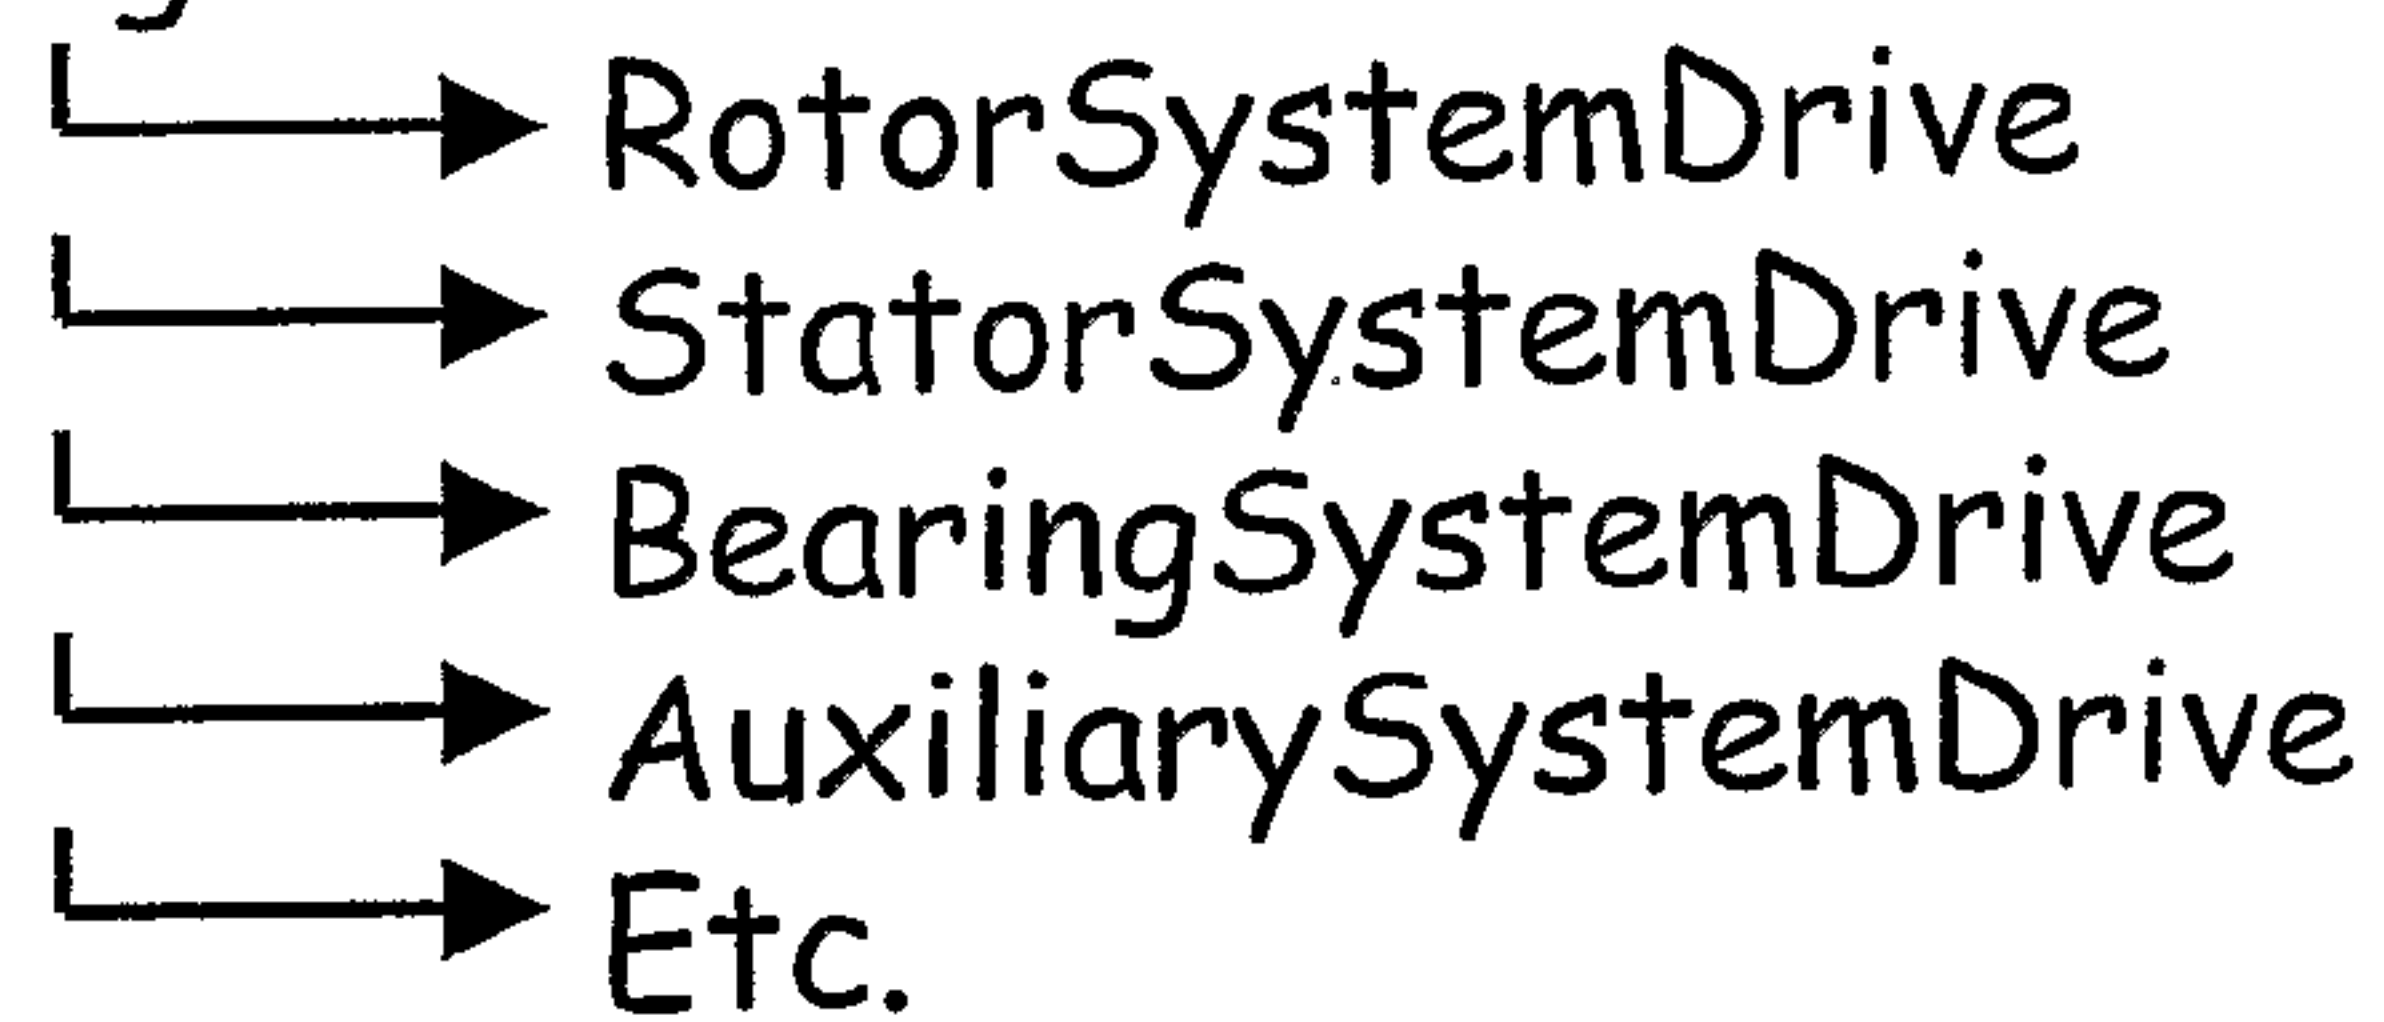 RotorSystemDrive
StatorSystemDrive
BearingSystemDrive
AuxiliarySystemDrive
Etc.